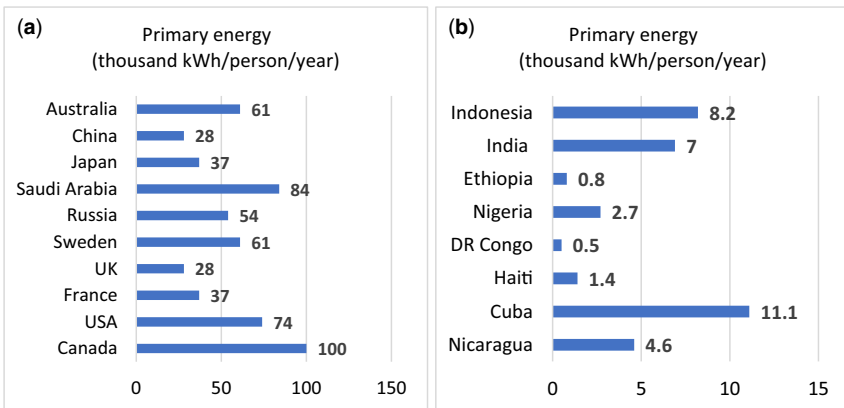 (a)
Primary energy
(thousand kWh/person/year)
Australia 61
China 28
Japan 37
Saudi Arabia 84
Russia 54
Sweden 61
UK 28
France 37
USA 74
Canada 100
0 50 100 150
(b)
Primary energy
(thousand kWh/person/year)
Indonesia 8.2
India 7
Ethiopia 0.8
Nigeria 2.7
DR Congo 0.5
Haiti 1.4
Cuba 11.1
Nicaragua 4.6
0 5 10 15